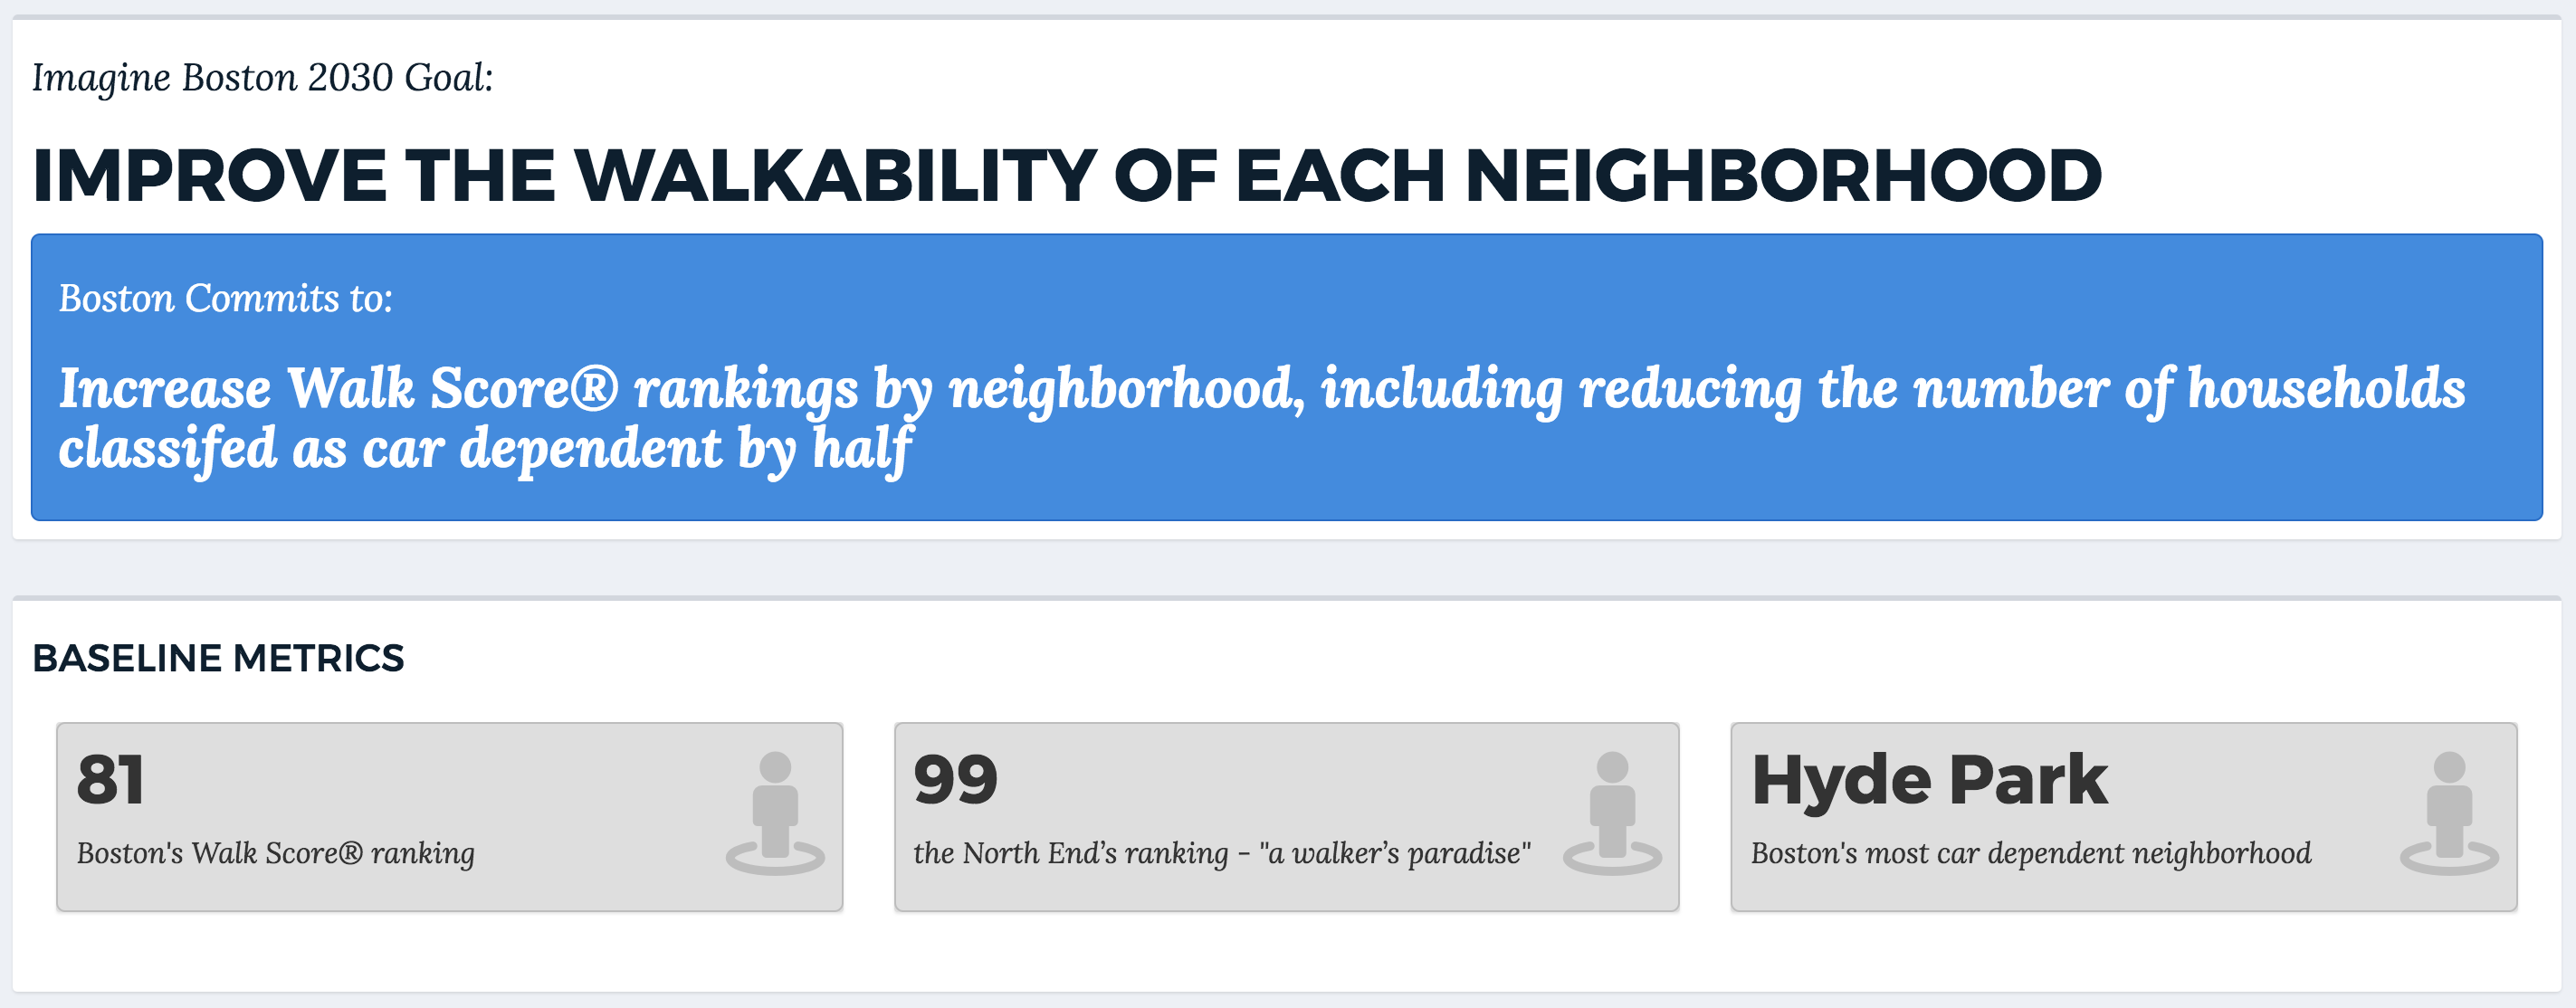 Imagine Boston 2030 Goal:
IMPROVE THE WALKABILITY OF EACH NEIGHBORHOOD
Boston Commits to:
Increase Walk Score® rankings by neighborhood, including reducing the number of households
classifed as car dependent by half
BASELINE METRICS
81
Boston's Walk Score® ranking
99
the North End’s ranking - "a walker’s paradise"
Hyde Park
Boston's most car dependent neighborhood